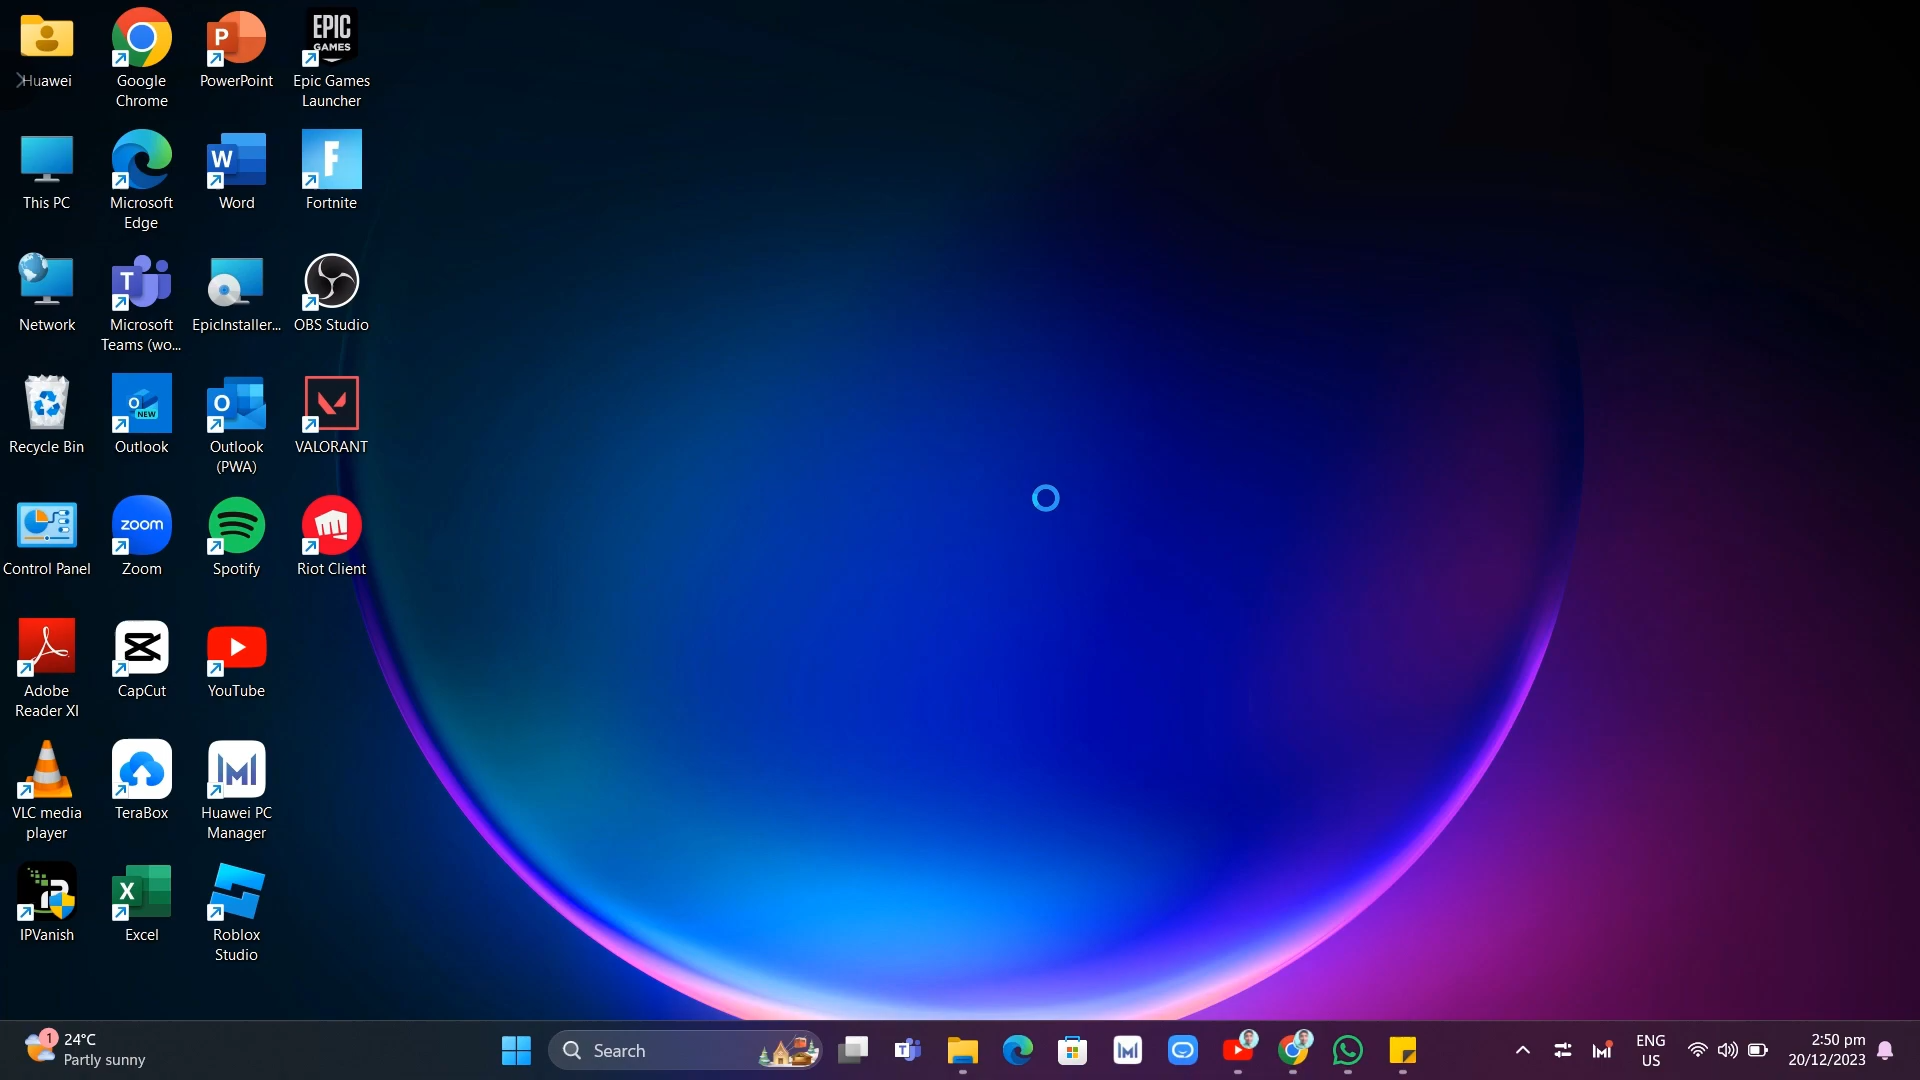 Huawei
Google
Chrome
PowerPoint
EPIC
GAMES
Epic Games
Launcher
This PC
Microsoft
Edge
Word
Fortnite
Network
Microsoft
Teams (wo...
EpicInstaller...
OBS Studio
Recycle Bin
NEW
Outlook
Outlook
(PWA)
VALORANT
Control Panel
zoom
Zoom
Spotify
Riot Client
Adobe
Reader XI
CapCut
YouTube
VLC media
player
TeraBox
Huawei PC
Manager
IPVanish
Excel
Roblox
Studio
1
24°C
Partly sunny
Search
ENG
US
2:50 pm
20/12/2023